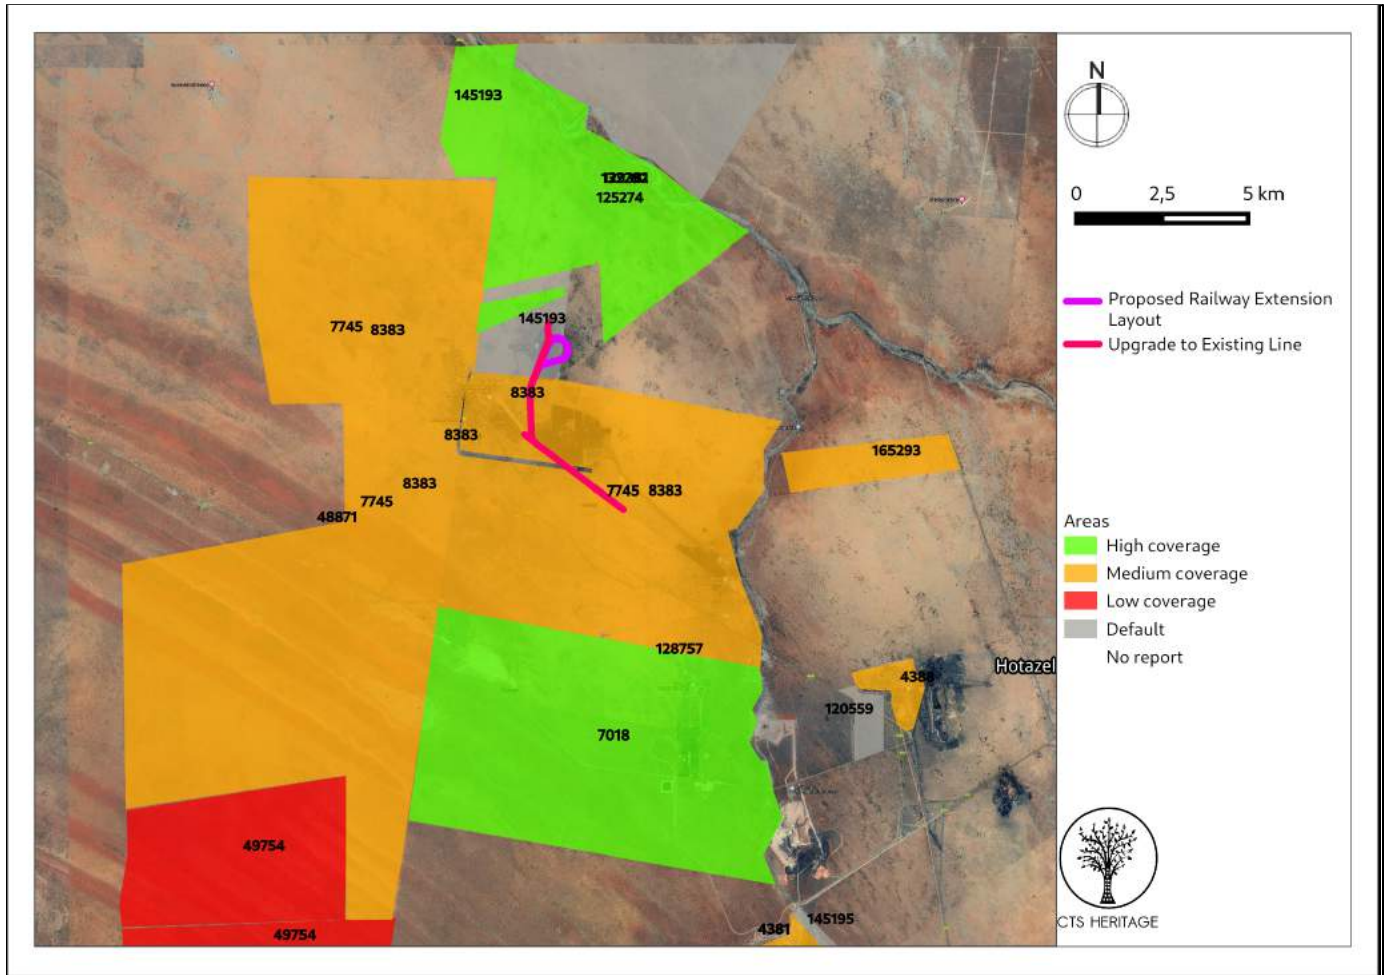 145193
125274
7745 8383
145193
8383
8383
165293
7745 8383
8383
7745
48871
128757
Hotazel
4388
120559
7018
49754
145195
4381
49754
N
0 2,5 5 km
Proposed Railway Extension
Layout
Upgrade to Existing Line
Areas
High coverage
Medium coverage
Low coverage
Default
No report
CTS HERITAGE